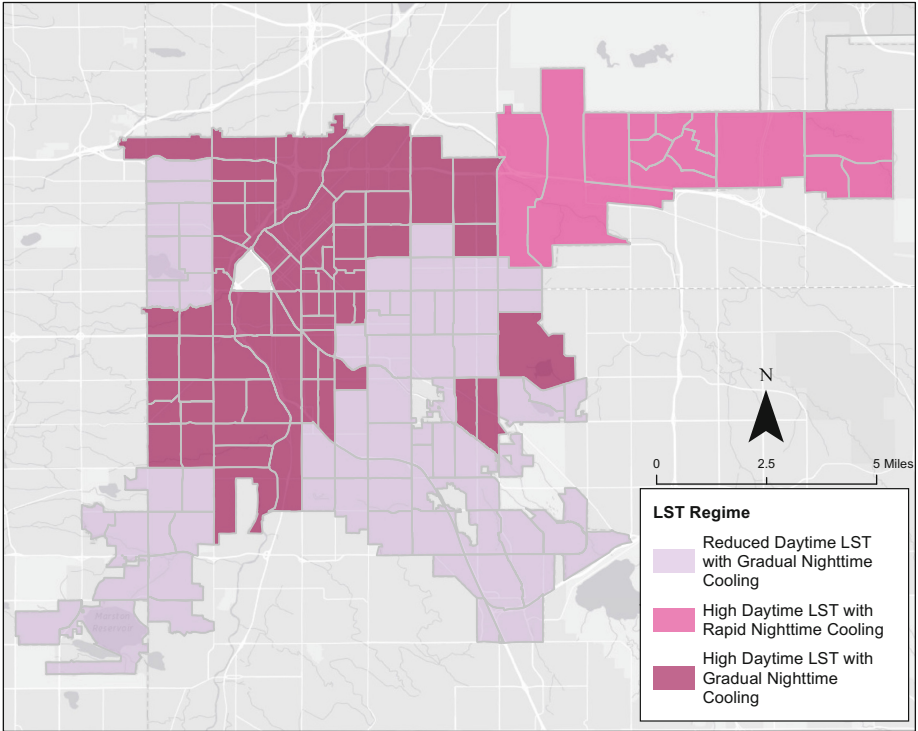 N
0 2.5 5 Miles
LST Regime
Reduced Daytime LST
with Gradual Nighttime
Cooling
High Daytime LST with
Rapid Nighttime Cooling
High Daytime LST with
Gradual Nighttime
Cooling
Reservoir